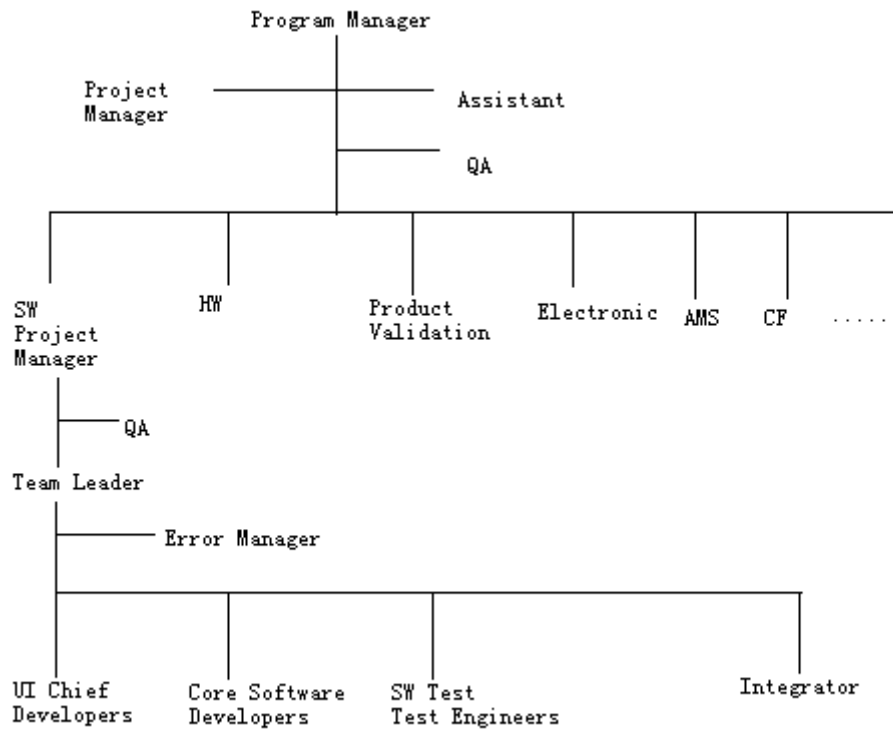 Program Manager
Project
Manager
Assistant
QA
SW
Project
Manager
HW
Product
Validation
Electronic
AMS
CF
.....
QA
Team Leader
Error Manager
UI Chief
Developers
Core Software
Developers
SW Test
Test Engineers
Integrator